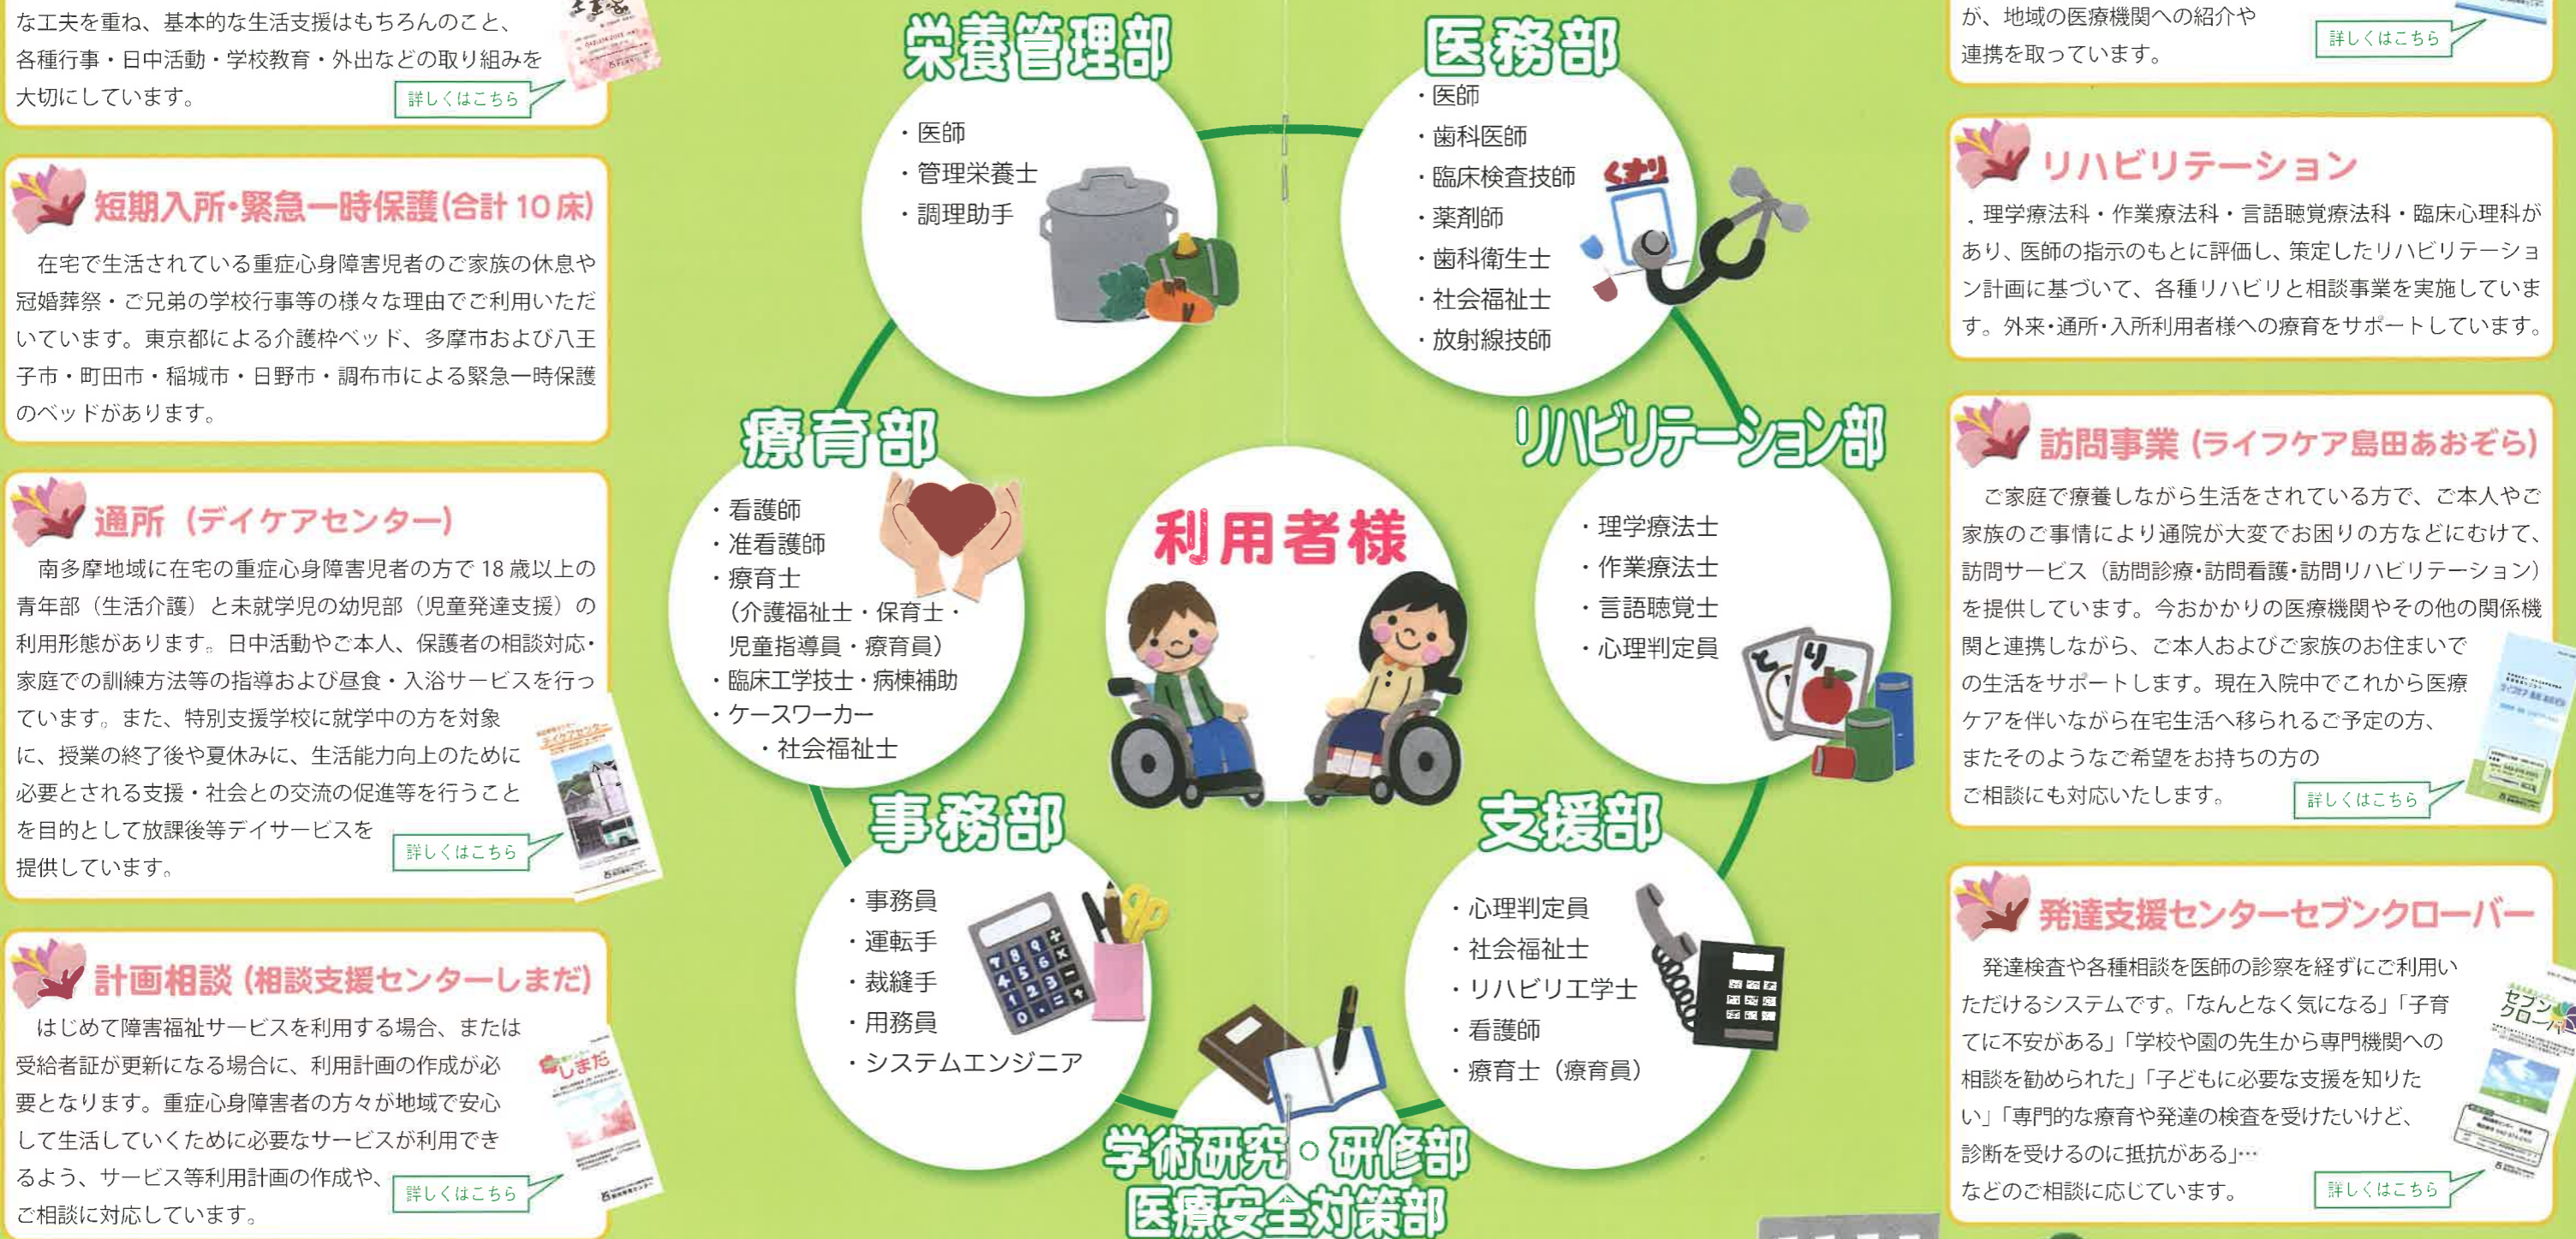 な工夫を重ね、基本的な生活支援はもちろんのこと、
各種行事・日中活動・学校教育・外出などの取り組みを
大切にしています。
詳しくはこちら
短期入所・緊急一時保護(合計10床)
在宅で生活されている重症心身障害児者のご家族の休息や
冠婚葬祭・ご兄弟の学校行事等の様々な理由でご利用いただ
いています。東京都による介護枠ベッド、多摩市および八王
子市・町田市・稲城市・日野市・調布市による緊急一時保護
のベッドがあります。
通所（デイケアセンター）
南多摩地域に在宅の重症心身障害児者の方で18歳以上の
青年部（生活介護）と未就学児の幼児部（児童発達支援）の
利用形態があります。日中活動やご本人、保護者の相談対応・
家庭での訓練方法等の指導および昼食・入浴サービスを行っ
ています。また、特別支援学校に就学中の方を対象
に、授業の終了後や夏休みに、生活能力向上のために
必要とされる支援・社会との交流の促進等を行うこと
を目的として放課後等デイサービスを
提供しています。
詳しくはこちら
デイケアセンター
計画相談（相談支援センターしまだ）
はじめて障害福祉サービスを利用する場合、または
受給者証が更新になる場合に、利用計画の作成が必
要となります。重症心身障害者の方々が地域で安心
して生活していくために必要なサービスが利用でき
るよう、サービス等利用計画の作成や、
ご相談に対応しています。
詳しくはこちら
しまだ
栄養管理部
・医師
・管理栄養士
・調理助手
医務部
・医師
・歯科医師
・臨床検査技師
・薬剤師
・歯科衛生士
・社会福祉士
・放射線技師
くすり
療育部
・看護師
・准看護師
・療育士
（介護福祉士・保育士・
児童指導員・療育員）
・臨床工学技士・病棟補助
・ケースワーカー
・社会福祉士
利用者様
リハビリテーション部
・理学療法士
・作業療法士
・言語聴覚士
・心理判定員
と
り
事務部
・事務員
・運転手
・裁縫手
・用務員
・システムエンジニア
7 8 9 ÷
4 5 6 ×
1 2 3 −
0 . = +
支援部
・心理判定員
・社会福祉士
・リハビリ工学士
・看護師
・療育士（療育員）
学術研究・研修部
医療安全対策部
が、地域の医療機関への紹介や
連携を取っています。
詳しくはこちら
リハビリテーション
理学療法科・作業療法科・言語聴覚療法科・臨床心理科が
あり、医師の指示のもとに評価し、策定したリハビリテーショ
ン計画に基づいて、各種リハビリと相談事業を実施していま
す。外来・通所・入所利用者様への療育をサポートしています。
訪問事業（ライフケア島田あおぞら）
ご家庭で療養しながら生活をされている方で、ご本人やご
家族のご事情により通院が大変でお困りの方などにむけて、
訪問サービス（訪問診療・訪問看護・訪問リハビリテーション）
を提供しています。今おかかりの医療機関やその他の関係機
関と連携しながら、ご本人およびご家族のお住まいで
の生活をサポートします。現在入院中でこれから医療
ケアを伴いながら在宅生活へ移られるご予定の方、
またそのようなご希望をお持ちの方の
ご相談にも対応いたします。
詳しくはこちら
発達支援センターセブンクローバー
発達検査や各種相談を医師の診察を経ずにご利用い
ただけるシステムです。「なんとなく気になる」「子育
てに不安がある」「学校や園の先生から専門機関への
相談を勧められた」「子どもに必要な支援を知りた
い」「専門的な療育や発達の検査を受けたいけど、
診断を受けるのに抵抗がある」…
などのご相談に応じています。
詳しくはこちら
セブン
クローバ